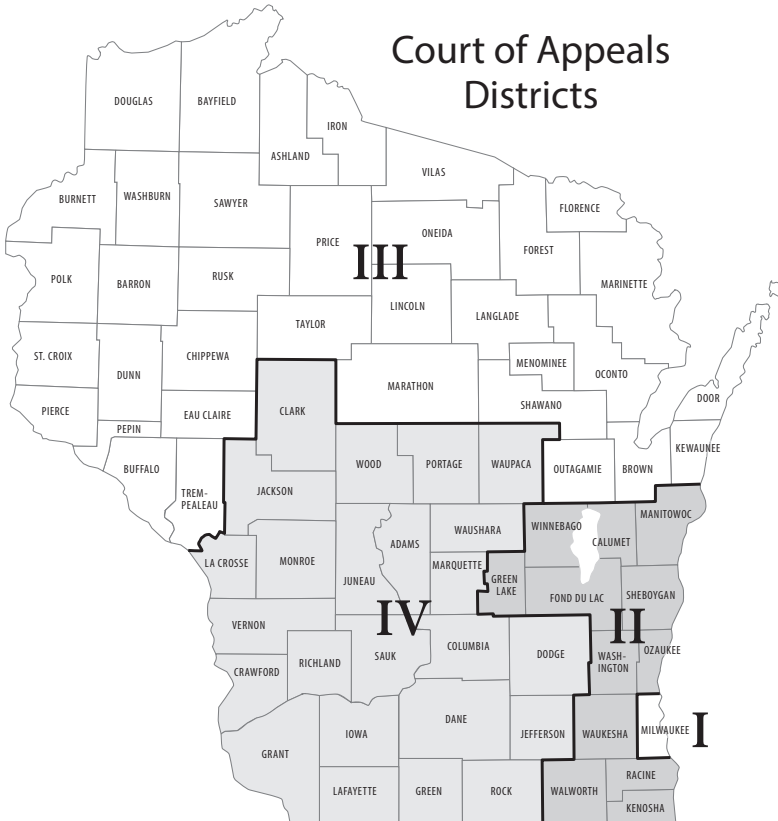 Court of Appeals
Districts
DOUGLAS
BAYFIELD
IRON
ASHLAND
VILAS
BURNETT
WASHBURN
SAWYER
FLORENCE
PRICE
III
ONEIDA
FOREST
POLK
BARRON
RUSK
MARINETTE
LINCOLN
LANGLADE
TAYLOR
ST. CROIX
DUNN
CHIPPEWA
MENOMINEE
OCONTO
MARATHON
DOOR
SHAWANO
PIERCE
EAU CLAIRE
CLARK
PEPIN
KEWAUNEE
BUFFALO
WOOD
PORTAGE
WAUPACA
OUTAGAMIE
BROWN
TREM-
PEALEAU
JACKSON
MANITOWOC
WINNEBAGO
WAUSHARA
CALUMET
ADAMS
LA CROSSE
MONROE
MARQUETTE
JUNEAU
GREEN
LAKE
FOND DU LAC
SHEBOYGAN
IV
II
VERNON
SAUK
COLUMBIA
DODGE
WASH-
INGTON
OZAUKEE
RICHLAND
CRAWFORD
DANE
IOWA
JEFFERSON
WAUKESHA
MILWAUKEE
I
GRANT
RACINE
LAFAYETTE
GREEN
ROCK
WALWORTH
KENOSHA